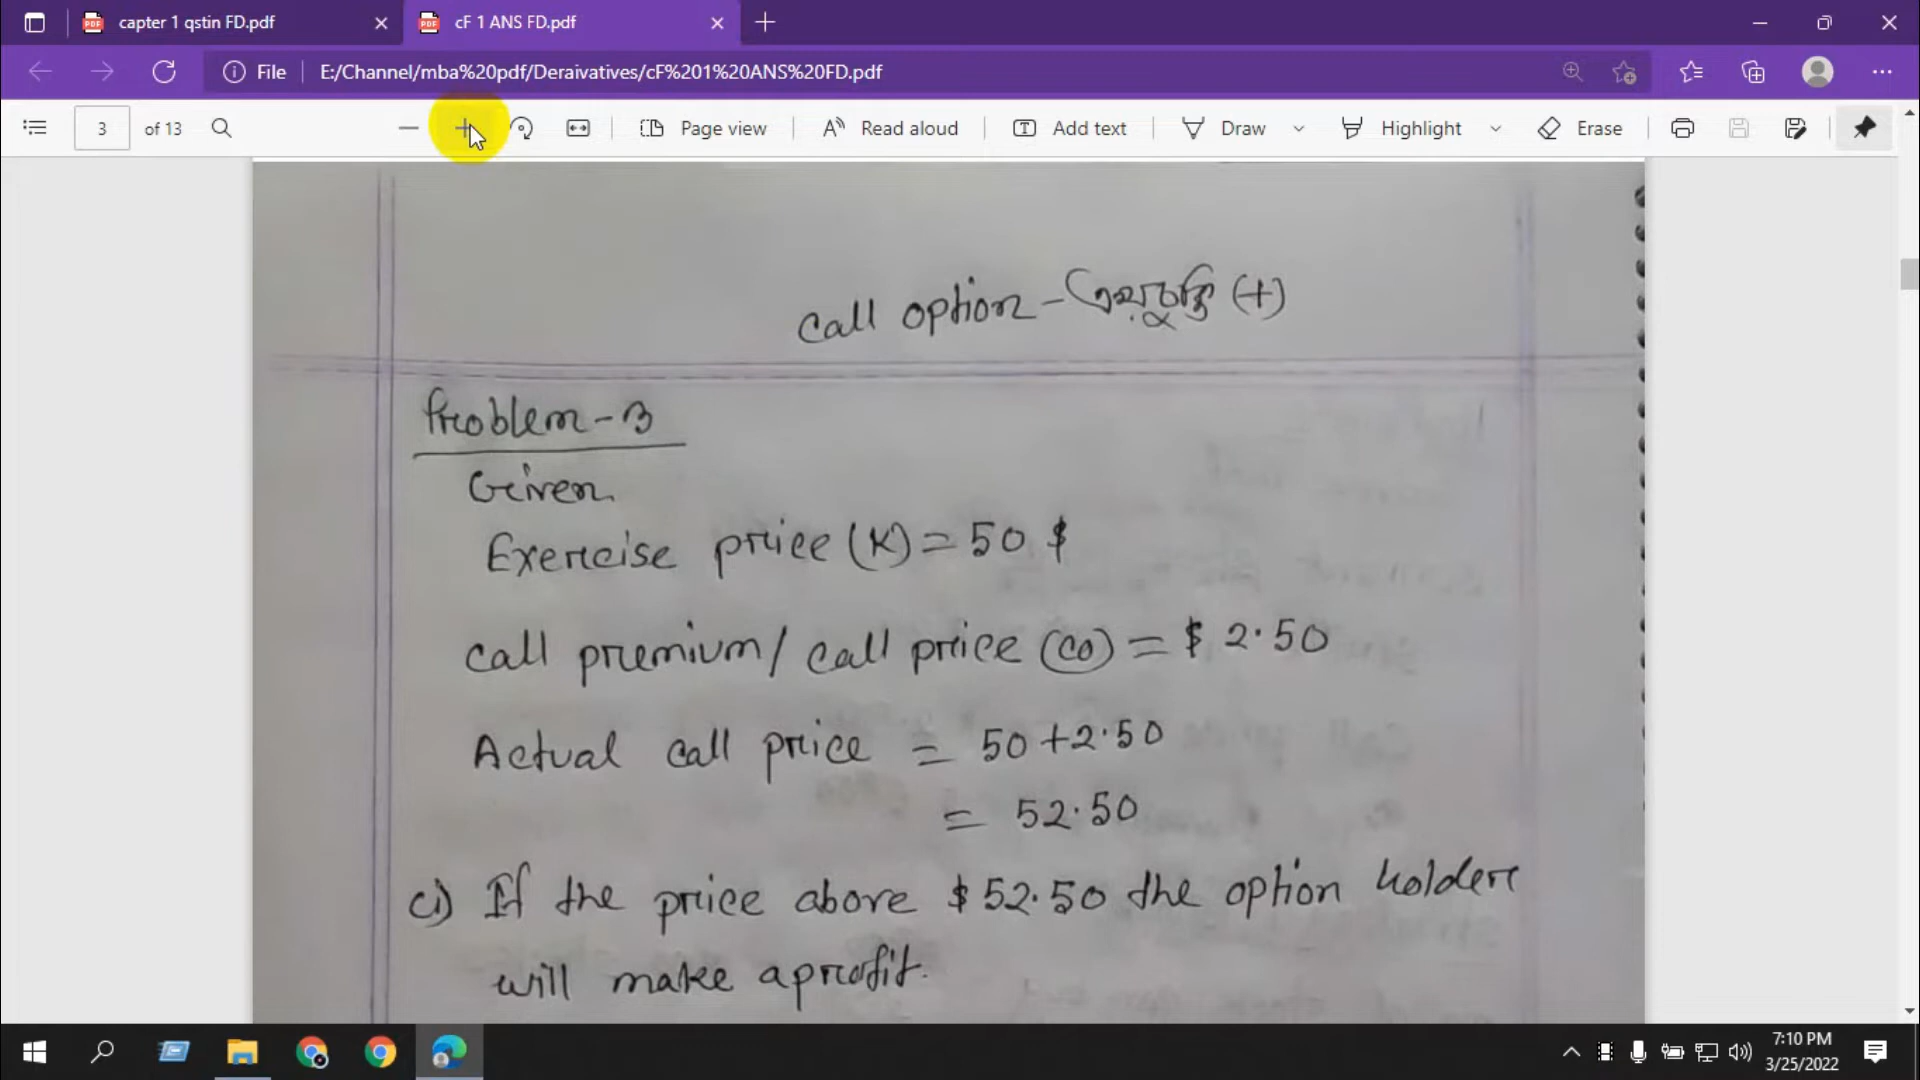 capter 1 qstin FD.pdf
cF 1 ANS FD.pdf
File
E:/Channel/mba%20pdf/Deraivatives/cF%201%20ANS%20FD.pdf
3 of 13
Page view
Read aloud
Add text
Draw
Highlight
Erase
call option - (+)
Problem-3
Given
Exercise price (K) = 50 $
call premium / call price (co) = $ 2.50
Actual call price = 50 + 2.50
= 52.50
ci) If the price above $ 52.50 the option holder
will make a profit.
7:10 PM
3/25/2022